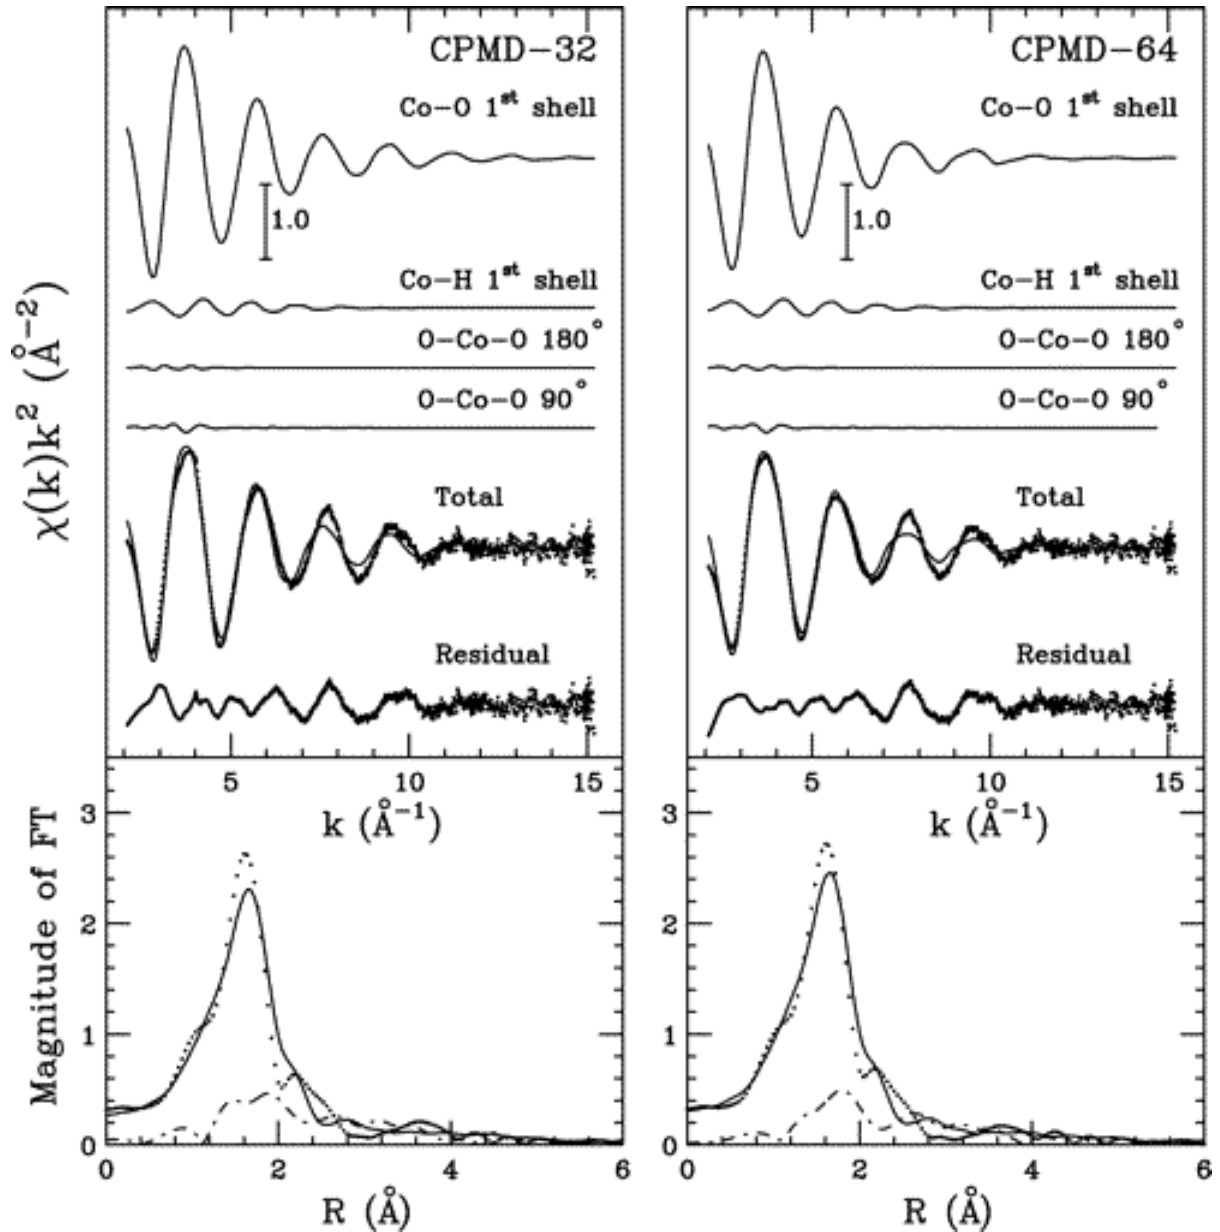 CPMD-32
Co-O 1st shell
1.0
Co-H 1st shell
O-Co-O 180°
O-Co-O 90°
Total
Residual
χ(k)k² (Å⁻²)
5 10 15
k (Å⁻¹)
CPMD-64
Co-O 1st shell
1.0
Co-H 1st shell
O-Co-O 180°
O-Co-O 90°
Total
Residual
5 10 15
k (Å⁻¹)
Magnitude of FT
3
2
1
0
0 2 4 6
R (Å)
3
2
1
0
0 2 4 6
R (Å)